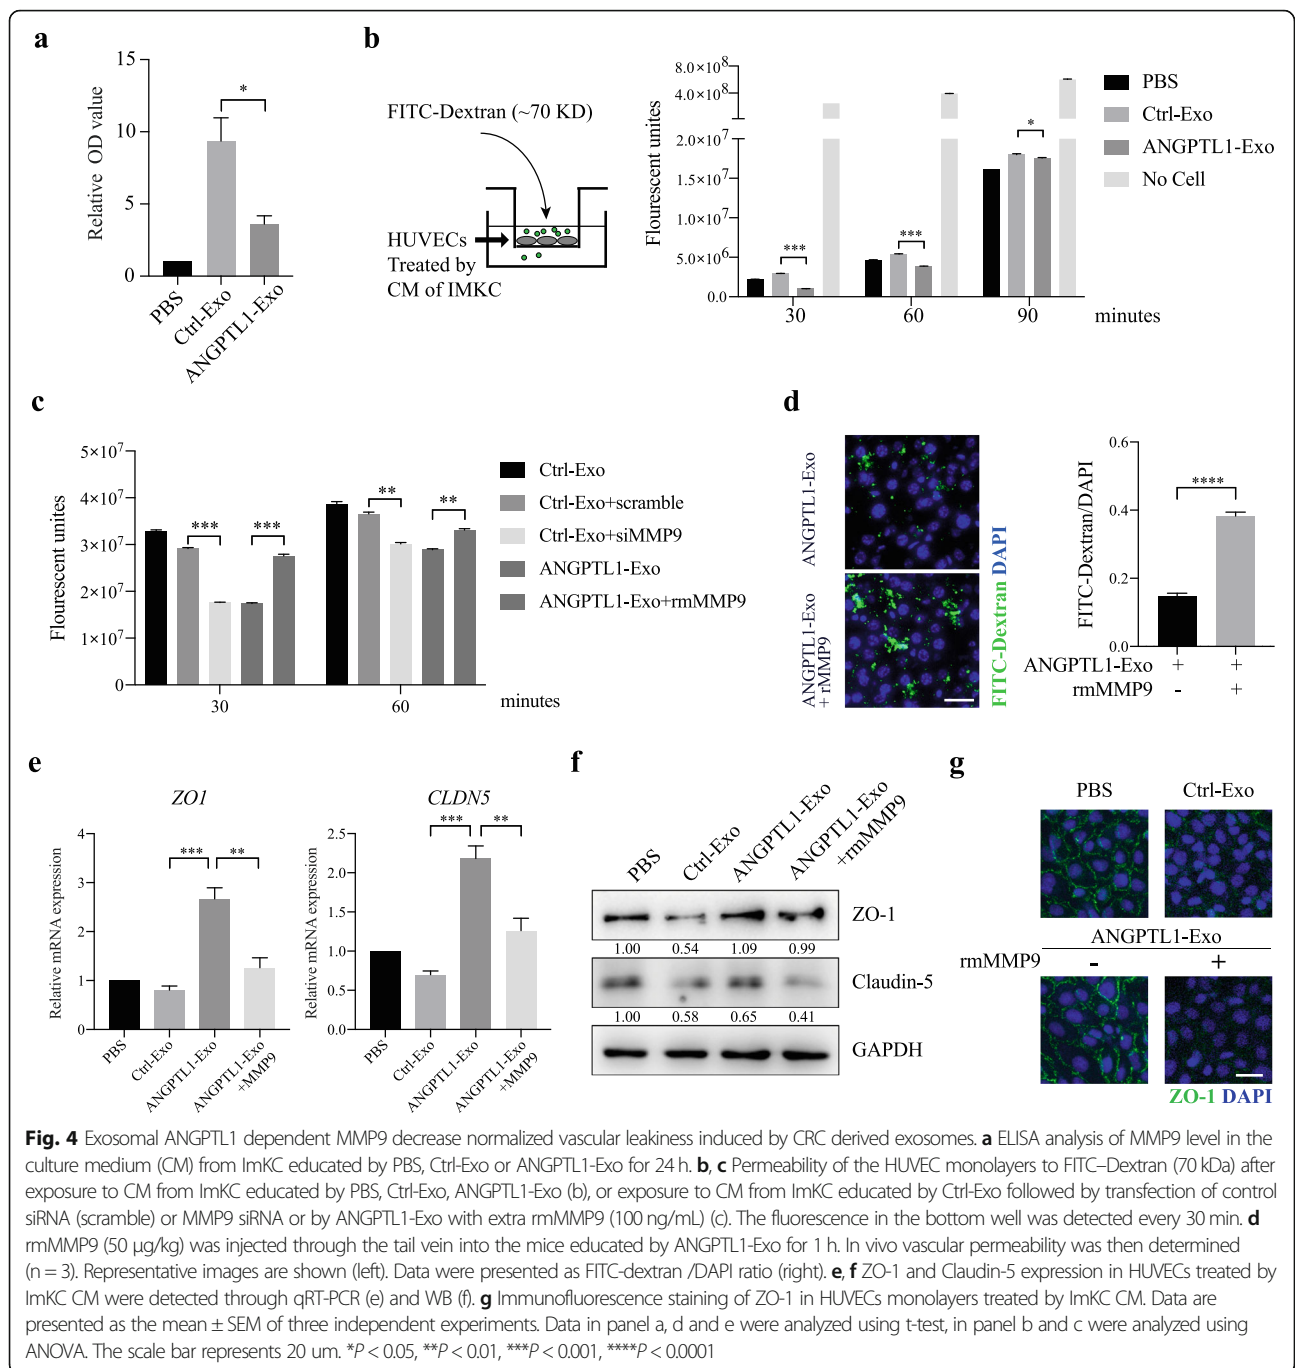 a
15
10
5
0
Relative OD value
*
PBS
Ctrl-Exo
ANGPTL1-Exo
b
FITC-Dextran (~70 KD)
HUVECs
Treated by
CM of IMKC
Flourescent unites
8.0×10⁸
4.0×10⁸
2.0×10⁷
1.5×10⁷
1.0×10⁷
5.0×10⁶
0.0
***
***
*
30
60
90
minutes
PBS
Ctrl-Exo
ANGPTL1-Exo
No Cell
c
Flourescent unites
5×10⁷
4×10⁷
3×10⁷
2×10⁷
1×10⁷
0
***
***
**
**
30
60
minutes
Ctrl-Exo
Ctrl-Exo+scramble
Ctrl-Exo+siMMP9
ANGPTL1-Exo
ANGPTL1-Exo+rmMMP9
d
ANGPTL1-Exo
ANGPTL1-Exo
+ rMMP9
FITC-Dextran DAPI
FITC-Dextran/DAPI
0.6
0.4
0.2
0.0
****
ANGPTL1-Exo + +
rmMMP9 - +
e
ZO1
Relative mRNA expression
4
3
2
1
0
***
**
PBS
Ctrl-Exo
ANGPTL1-Exo
ANGPTL1-Exo
+MMP9
CLDN5
Relative mRNA expression
2.5
2.0
1.5
1.0
0.5
0.0
***
**
PBS
Ctrl-Exo
ANGPTL1-Exo
ANGPTL1-Exo
+MMP9
f
PBS
Ctrl-Exo
ANGPTL1-Exo
ANGPTL1-Exo
+rmMMP9
ZO-1
1.00 0.54 1.09 0.99
Claudin-5
1.00 0.58 0.65 0.41
GAPDH
g
PBS Ctrl-Exo
ANGPTL1-Exo
rmMMP9 - +
ZO-1 DAPI
Fig. 4 Exosomal ANGPTL1 dependent MMP9 decrease normalized vascular leakiness induced by CRC derived exosomes. a ELISA analysis of MMP9 level in the
culture medium (CM) from ImKC educated by PBS, Ctrl-Exo or ANGPTL1-Exo for 24 h. b, c Permeability of the HUVEC monolayers to FITC–Dextran (70 kDa) after
exposure to CM from ImKC educated by PBS, Ctrl-Exo, ANGPTL1-Exo (b), or exposure to CM from ImKC educated by Ctrl-Exo followed by transfection of control
siRNA (scramble) or MMP9 siRNA or by ANGPTL1-Exo with extra rmMMP9 (100 ng/mL) (c). The fluorescence in the bottom well was detected every 30 min. d
rmMMP9 (50 μg/kg) was injected through the tail vein into the mice educated by ANGPTL1-Exo for 1 h. In vivo vascular permeability was then determined
(n = 3). Representative images are shown (left). Data were presented as FITC-dextran /DAPI ratio (right). e, f ZO-1 and Claudin-5 expression in HUVECs treated by
ImKC CM were detected through qRT-PCR (e) and WB (f). g Immunofluorescence staining of ZO-1 in HUVECs monolayers treated by ImKC CM. Data are
presented as the mean ± SEM of three independent experiments. Data in panel a, d and e were analyzed using t-test, in panel b and c were analyzed using
ANOVA. The scale bar represents 20 um. *P < 0.05, **P < 0.01, ***P < 0.001, ****P < 0.0001